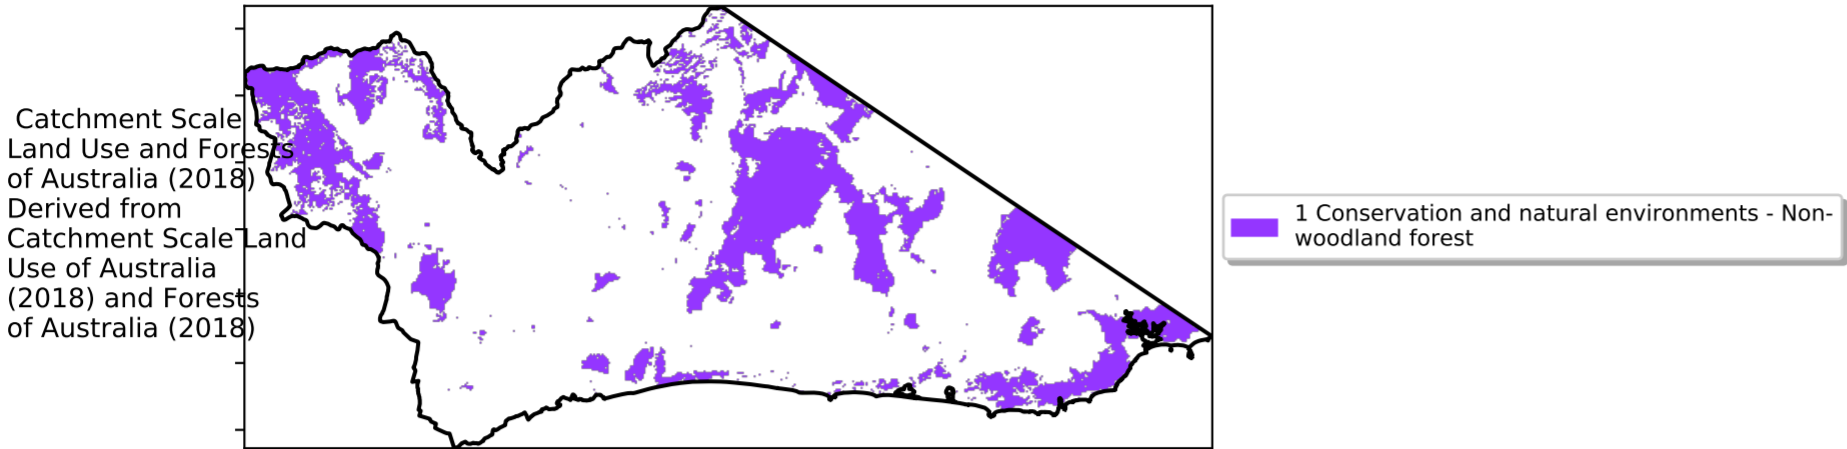 Catchment Scale
Land Use and Forests
of Australia (2018)
Derived from
Catchment Scale Land
Use of Australia
(2018) and Forests
of Australia (2018)
1 Conservation and natural environments - Non-
woodland forest